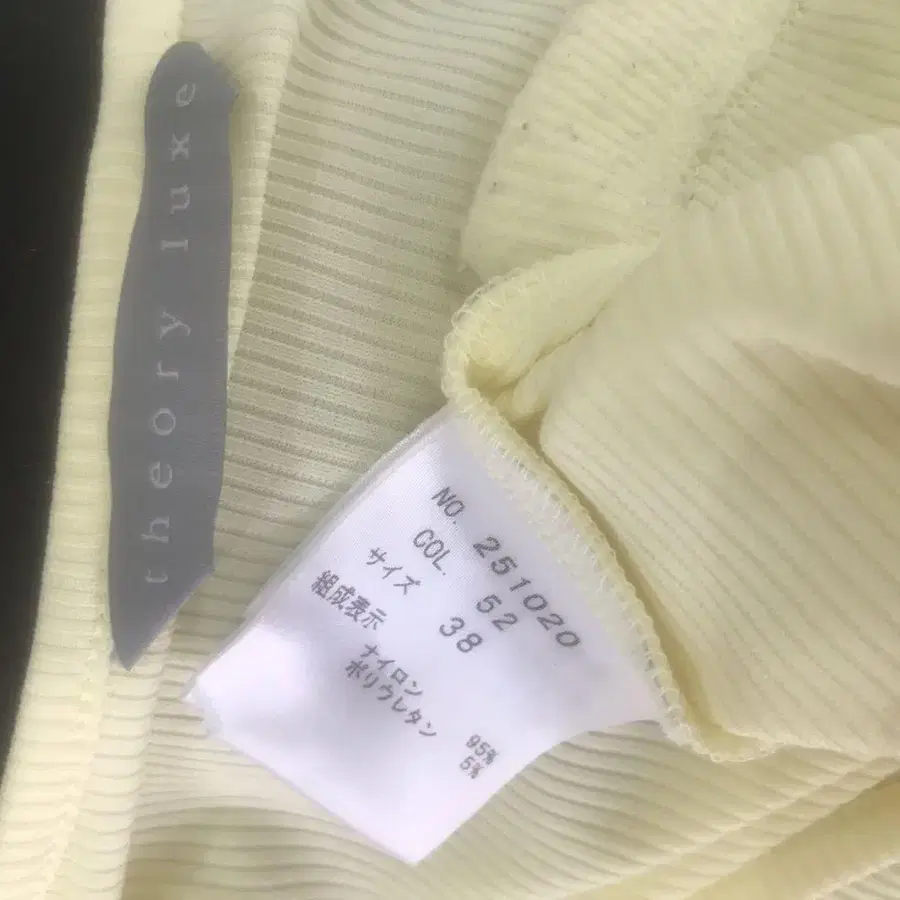 theory luxe
NO. 251020
COL. 52
サイズ 38
組成表示
ナイロン 95%
ポリウレタン 5%